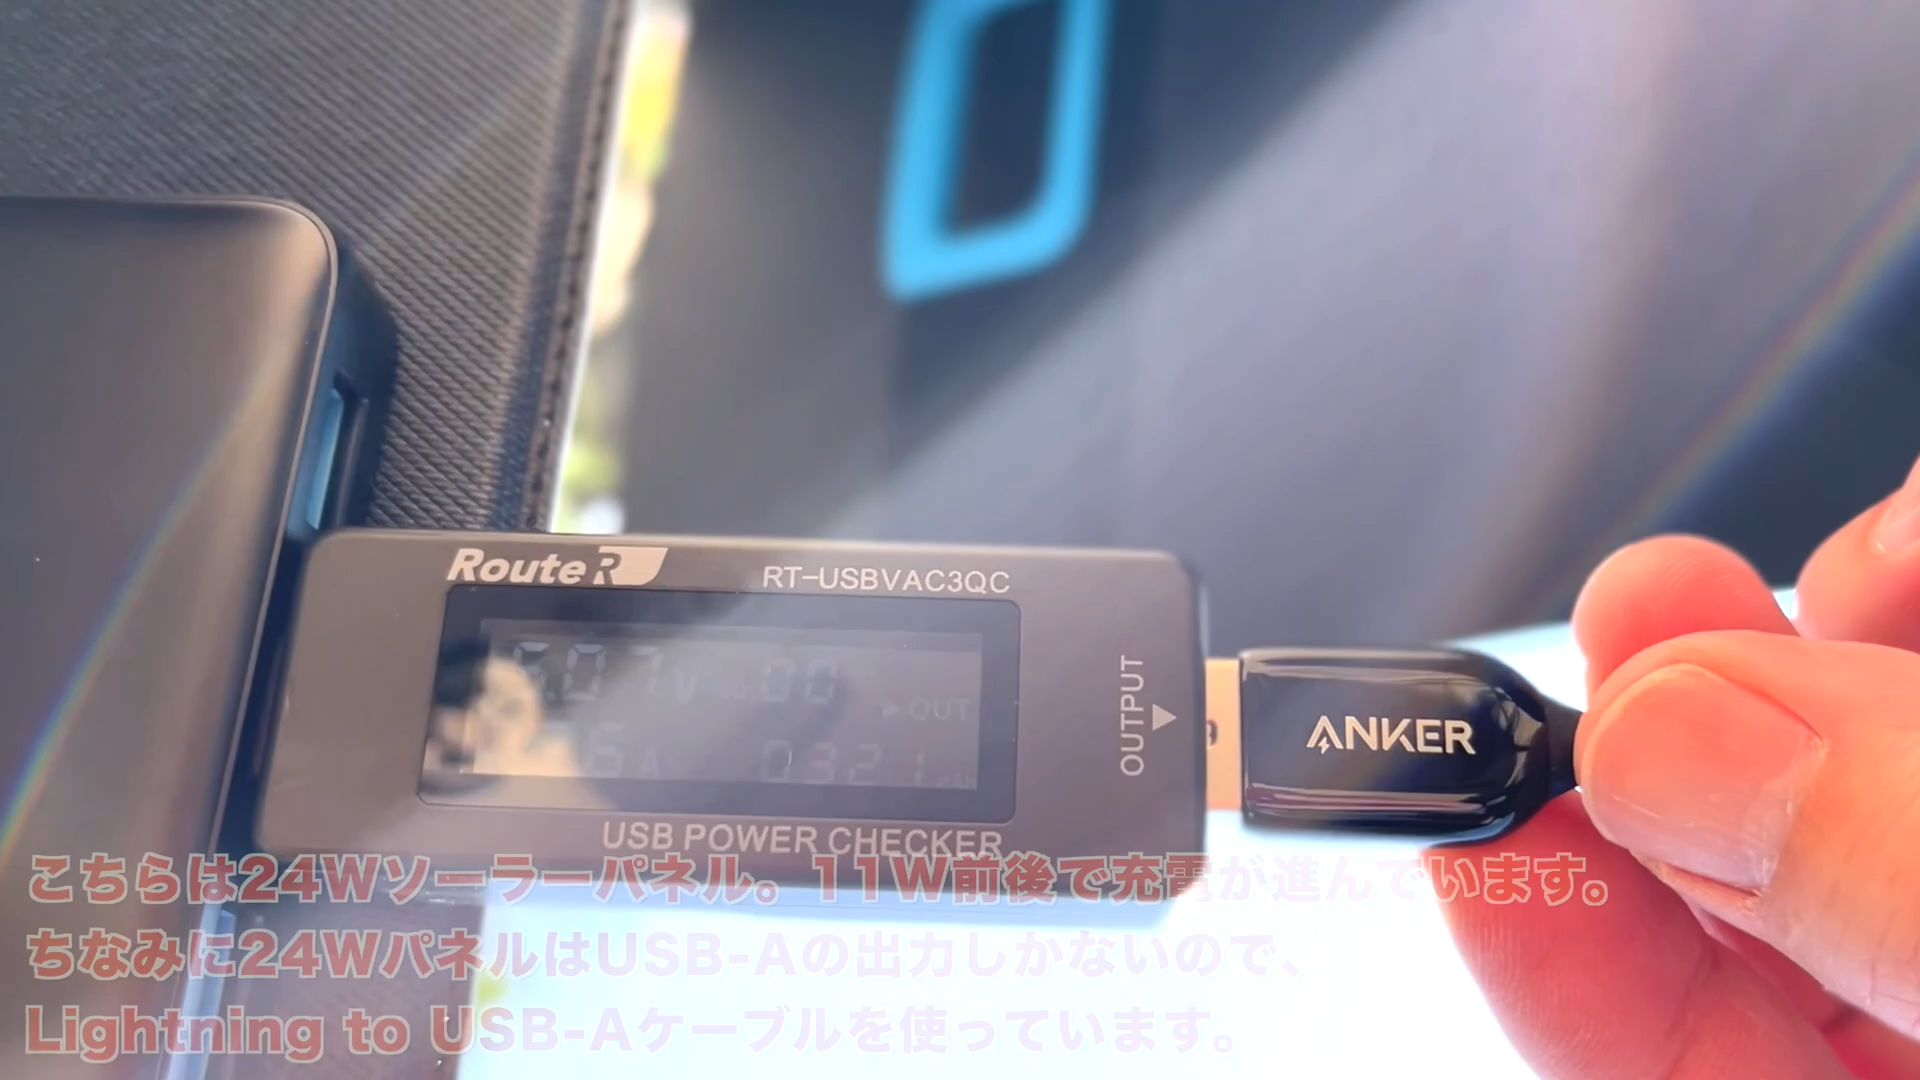 Route R
RT-USBVAC3QC
OUT
0321
OUTPUT
ANKER
USB POWER CHECKER
こちらは24Wソーラーパネル。11W前後で充電が進んでいます。
ちなみに24WパネルはUSB-Aの出力しかないので、
Lightning to USB-Aケーブルを使っています。